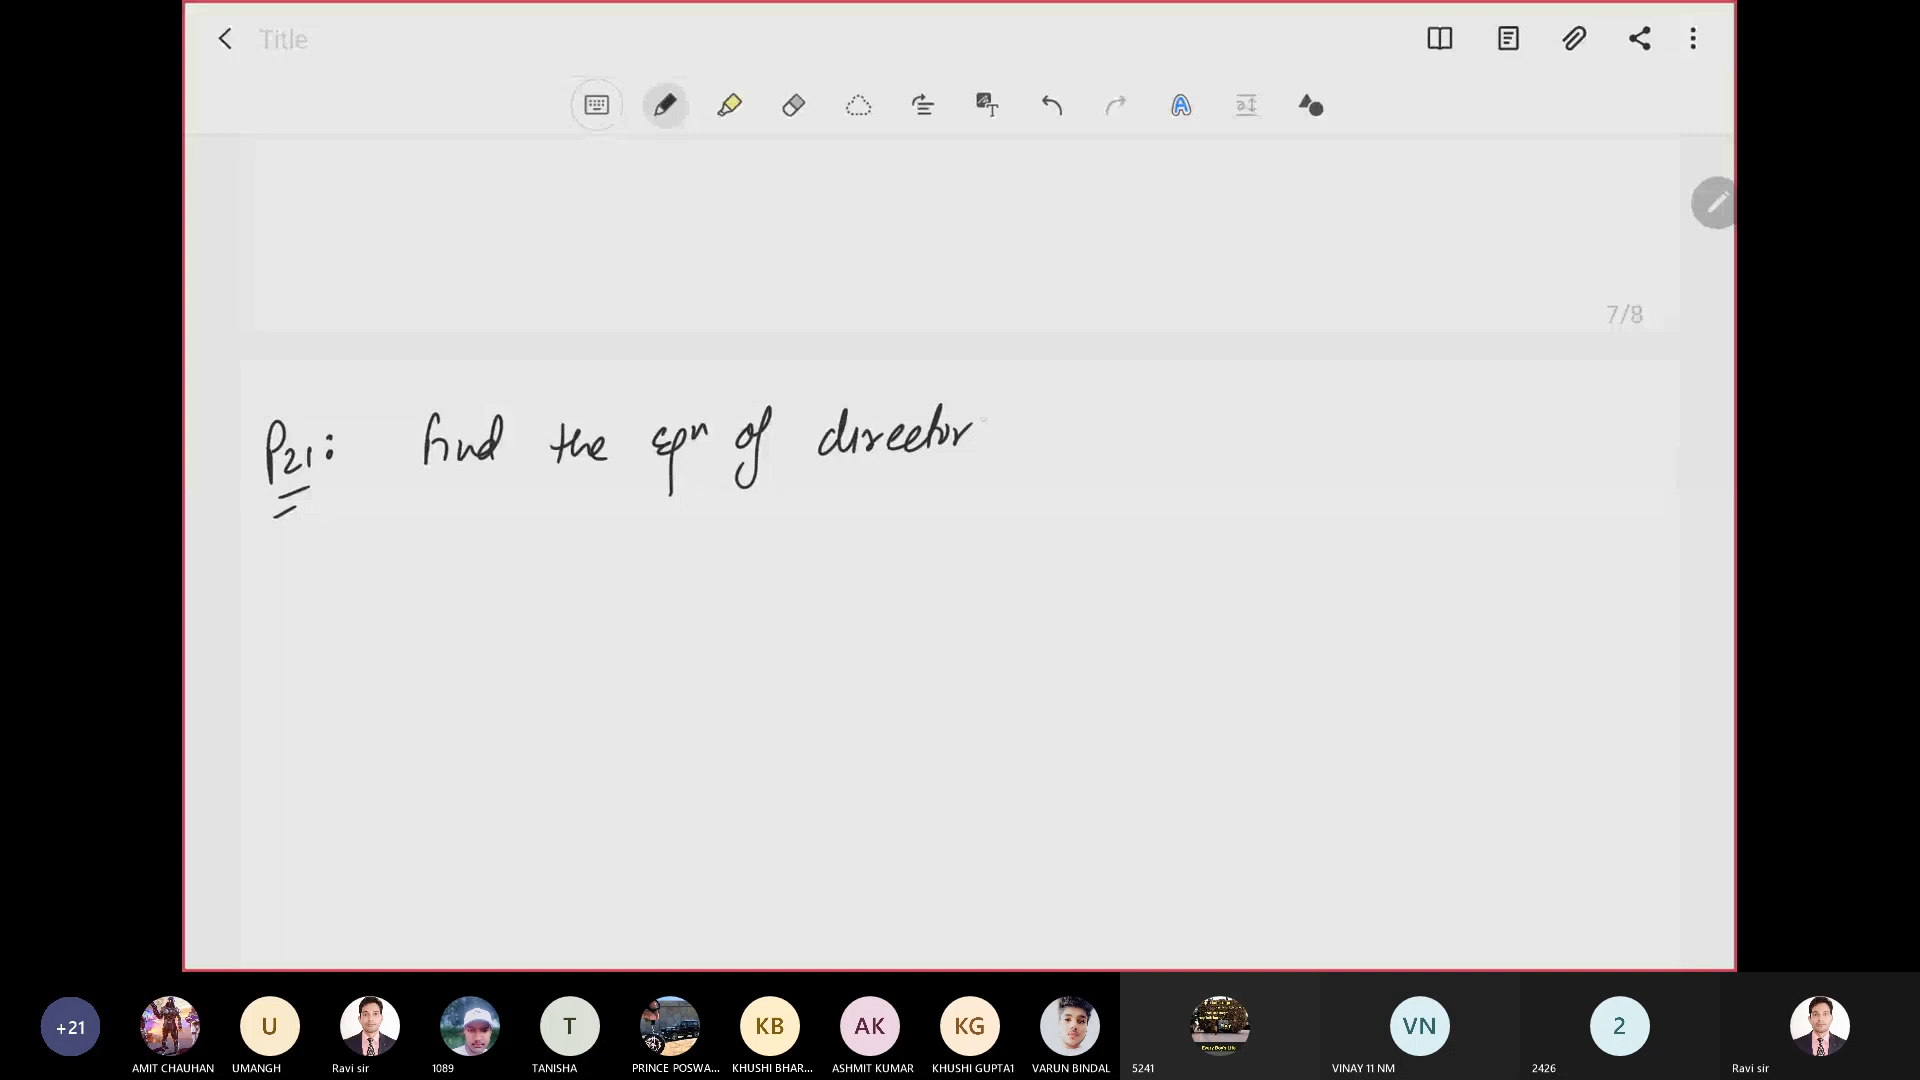 Title
7/8
P21: find the eqn of director
+21
U
T
KB
AK
KG
VN
2
AMIT CHAUHAN
UMANGH
Ravi sir
1089
TANISHA
PRINCE POSWA...
KHUSHI BHAR...
ASHMIT KUMAR
KHUSHI GUPTA1
VARUN BINDAL
5241
VINAY 11 NM
2426
Ravi sir